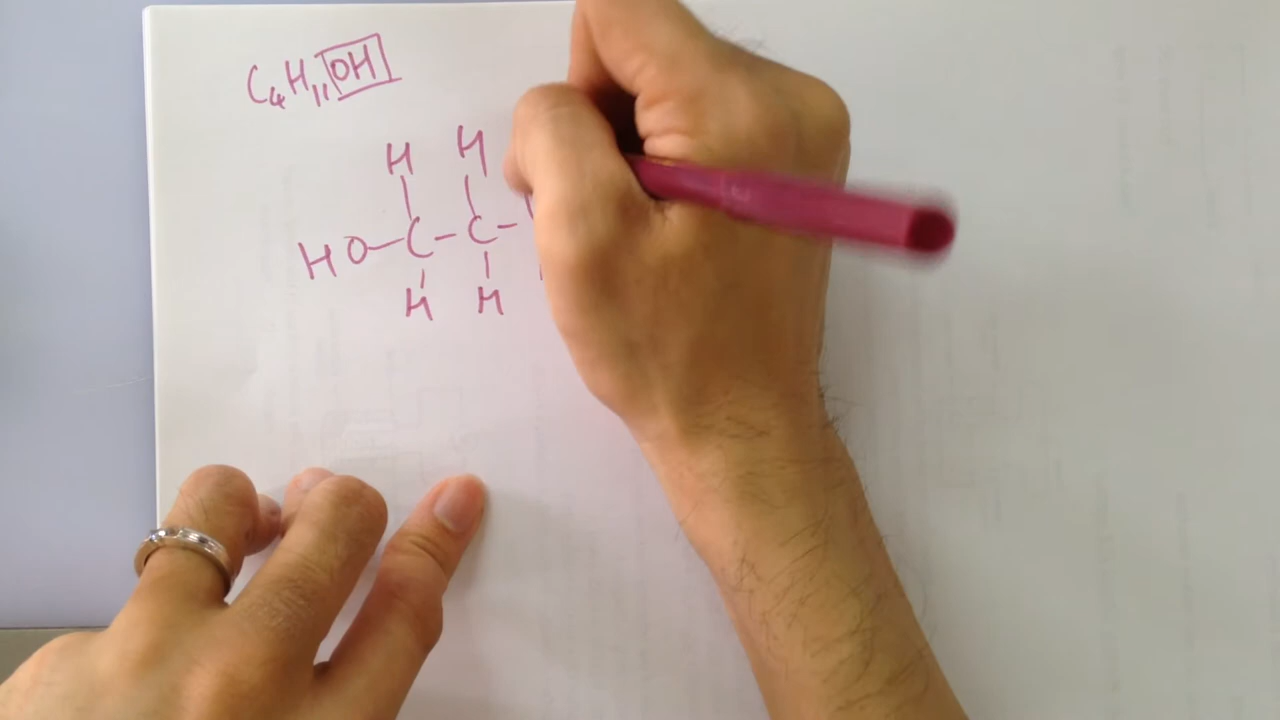 C₄H₁₁OH
H H
HO-C-C-
H H